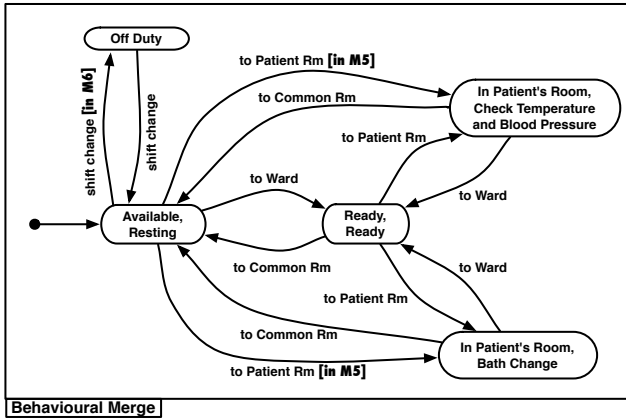 Off Duty
to Patient Rm [in M5]
to Common Rm
In Patient's Room,
Check Temperature
and Blood Pressure
shift change [in M6]
shift change
to Patient Rm
to Ward
to Ward
Available,
Resting
Ready,
Ready
to Common Rm
to Ward
to Patient Rm
to Common Rm
In Patient's Room,
Bath Change
to Patient Rm [in M5]
Behavioural Merge